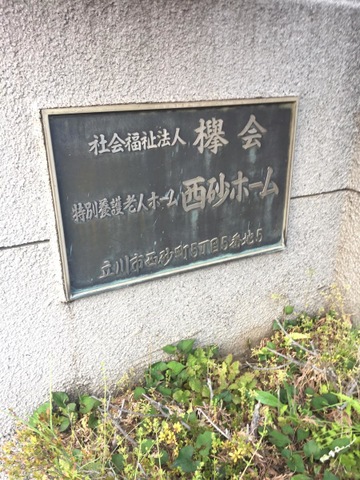 社会福祉法人 欅会
特別養護老人ホーム 西砂ホーム
立川市西砂町5丁目5番地5